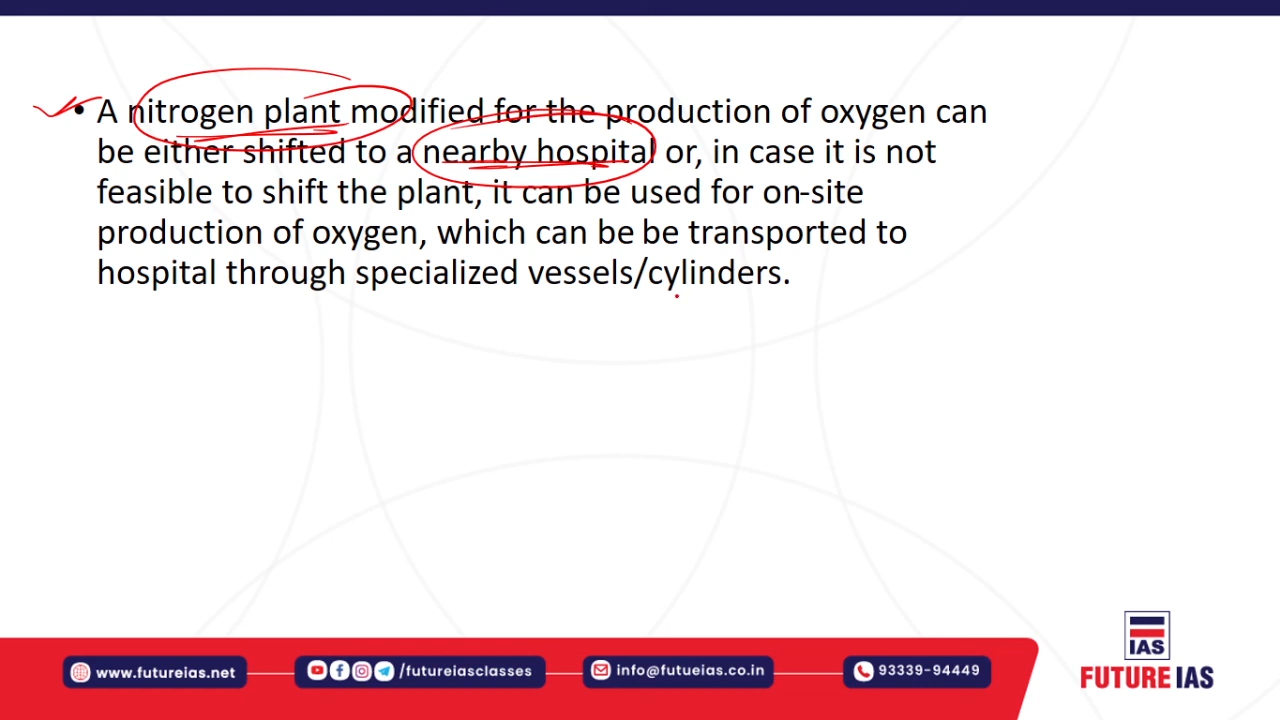 • A nitrogen plant modified for the production of oxygen can
be either shifted to a nearby hospital or, in case it is not
feasible to shift the plant, it can be used for on-site
production of oxygen, which can be be transported to
hospital through specialized vessels/cylinders.
IAS
FUTURE IAS
www.futureias.net
/futureiasclasses
info@futueias.co.in
93339-94449